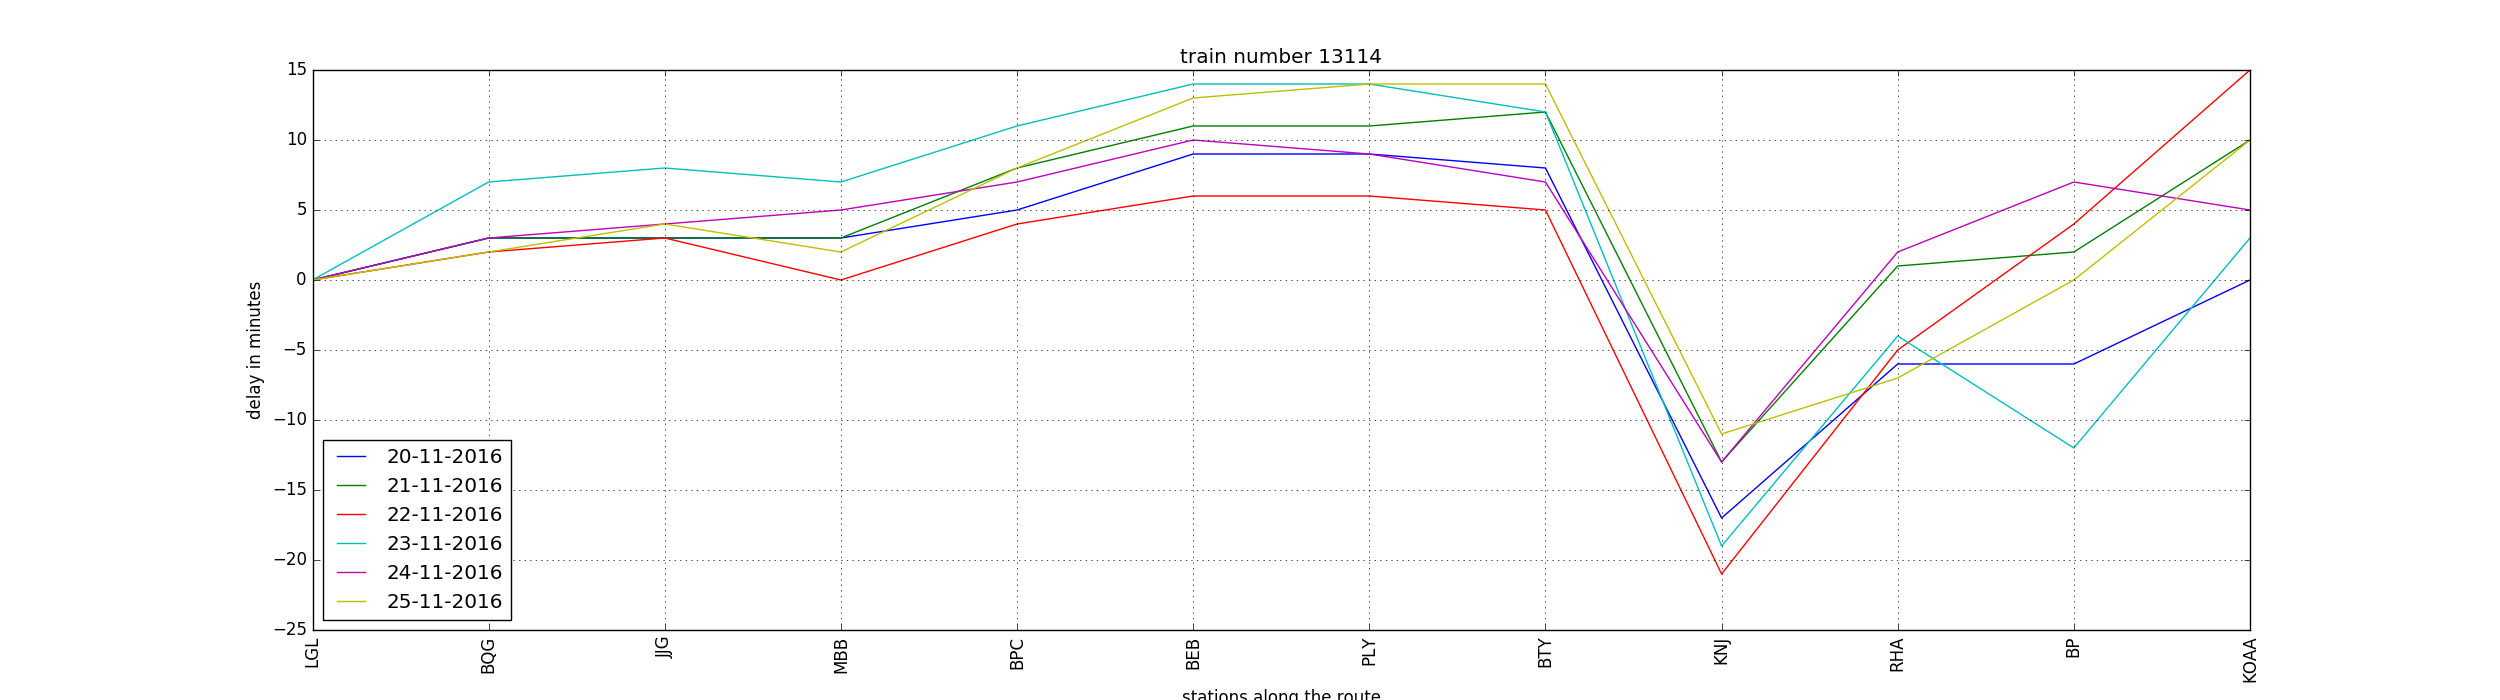 train number 13114
15
10
5
0
−5
−10
−15
−20
−25
delay in minutes
20-11-2016
21-11-2016
22-11-2016
23-11-2016
24-11-2016
25-11-2016
LGL
BQG
JJG
MBB
BPC
BEB
PLY
BTY
KNJ
RHA
BP
KOAA
stations along the route